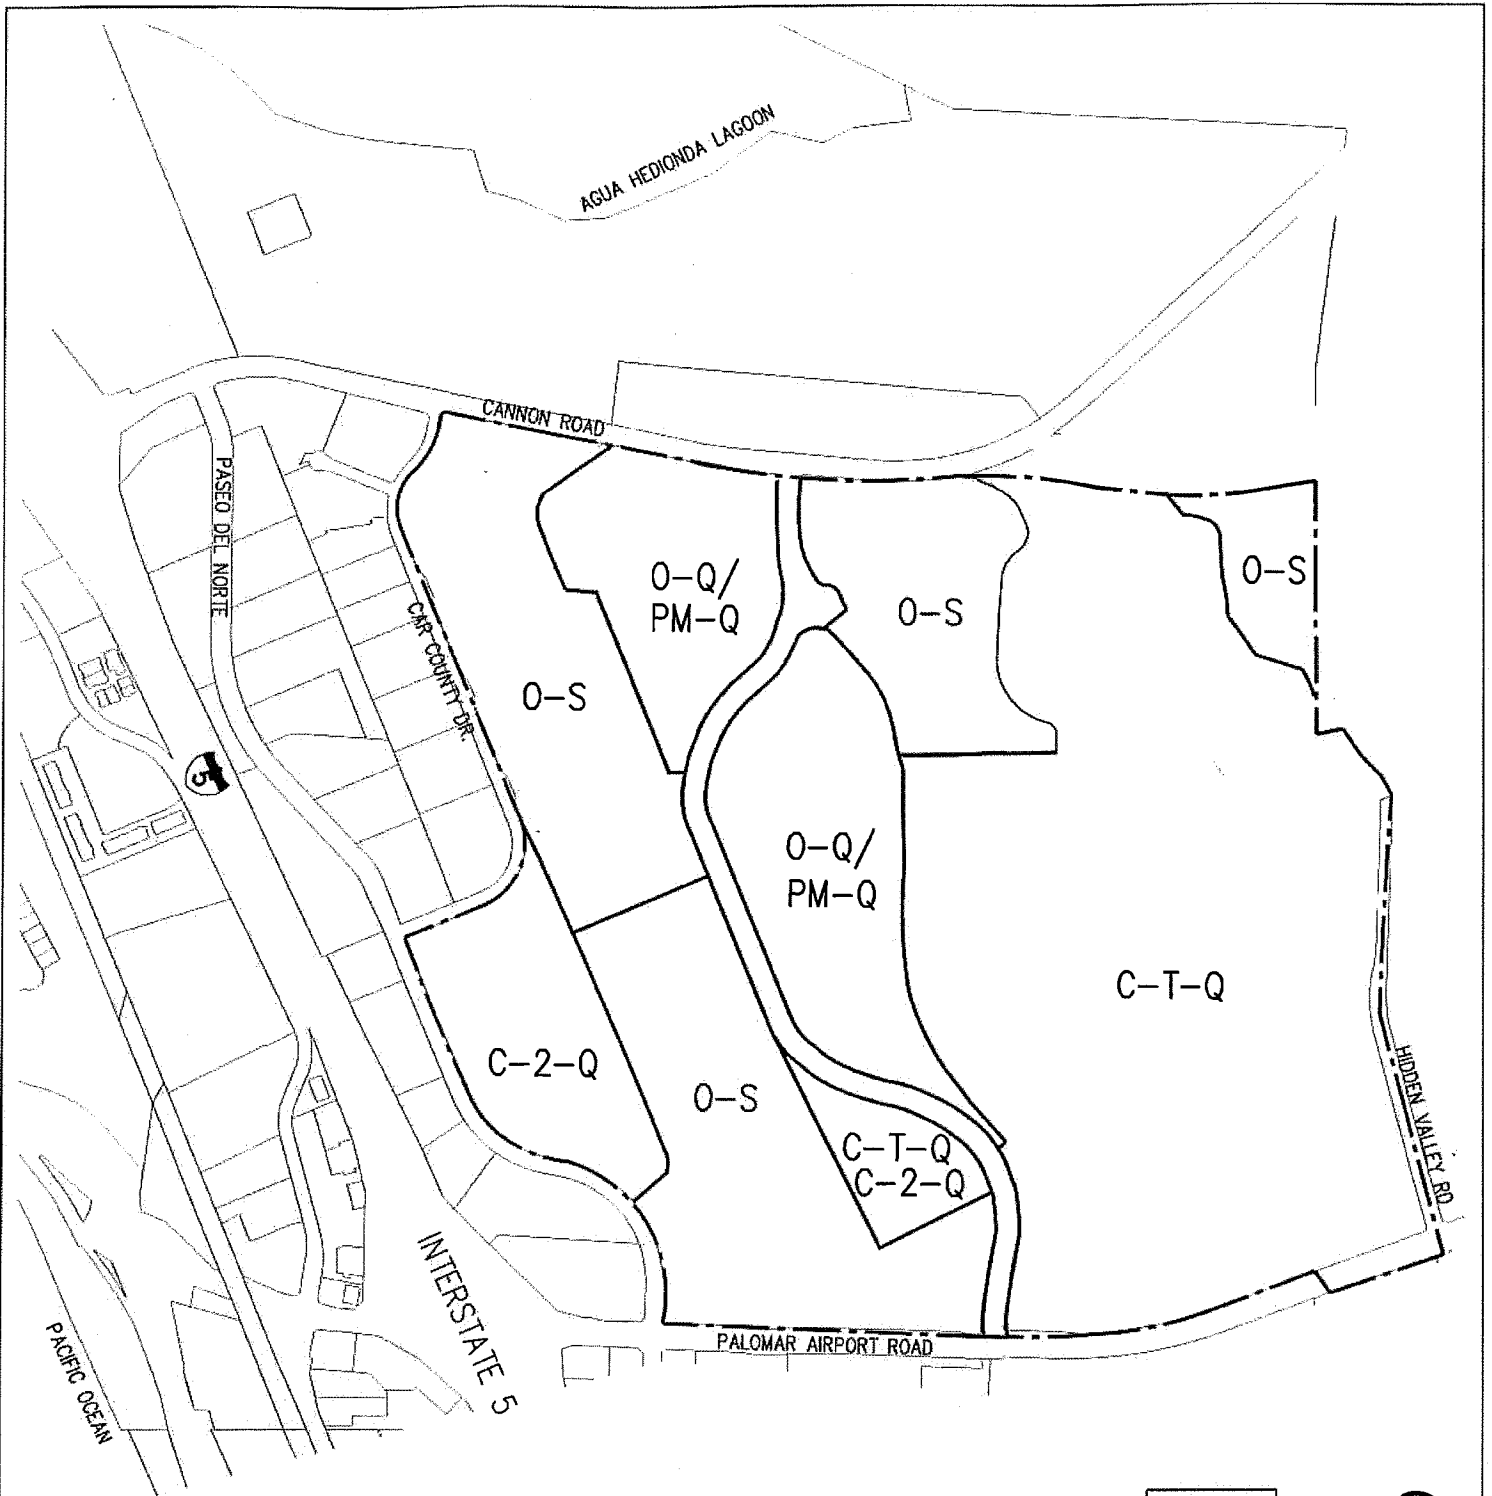 AGUA HEDIONDA LAGOON
CANNON ROAD
PASEO DEL NORTE
CAR COUNTY DR.
O-Q/
PM-Q
O-S
O-S
O-S
5
O-Q/
PM-Q
C-T-Q
C-2-Q
O-S
C-T-Q
C-2-Q
HIDDEN VALLEY RD
INTERSTATE 5
PALOMAR AIRPORT ROAD
PACIFIC OCEAN